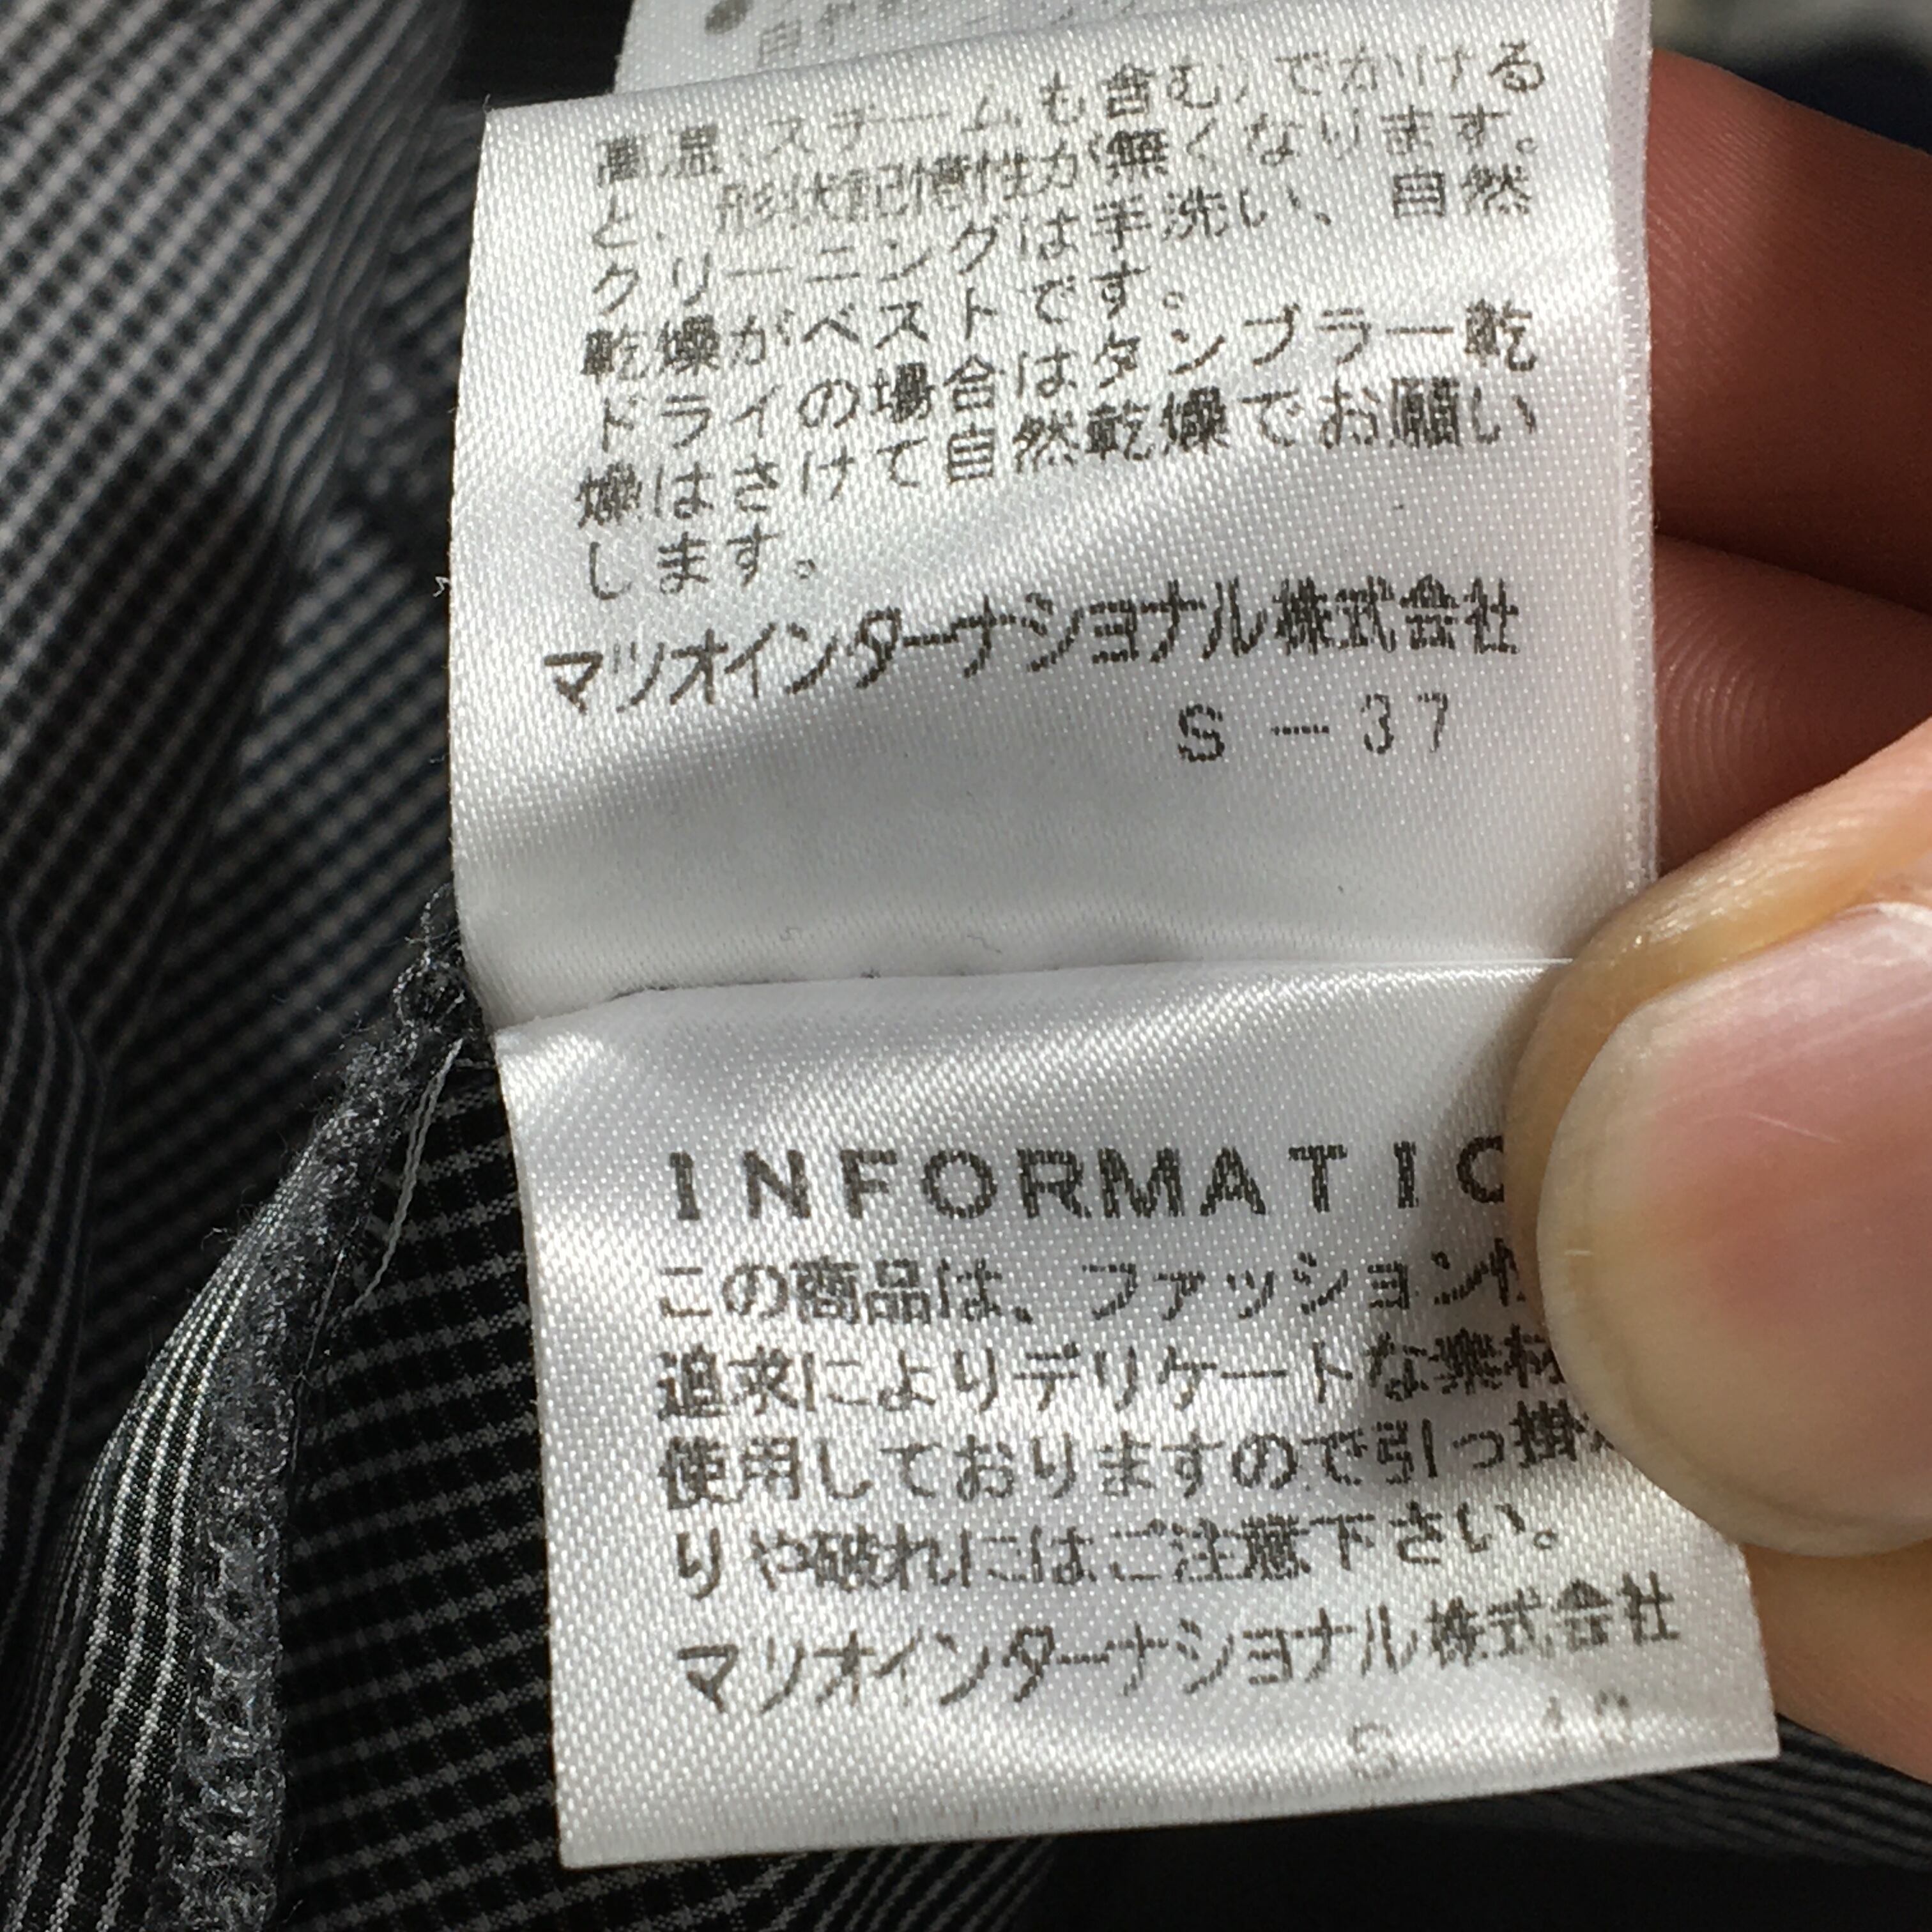 高温(スチームも含む)でかける
と、形状記憶性が無くなります。
クリーニングは手洗い、自然
乾燥がベストです。
ドライの場合はタンブラー乾
燥はさけて自然乾燥でお願い
します。
マツオインターナショナル株式会社
S-37
INFORMATIO
この商品は、ファッション性
追求によりデリケートな素材
使用しておりますので引っ掛か
りや破れにはご注意下さい。
マツオインターナショナル株式会社